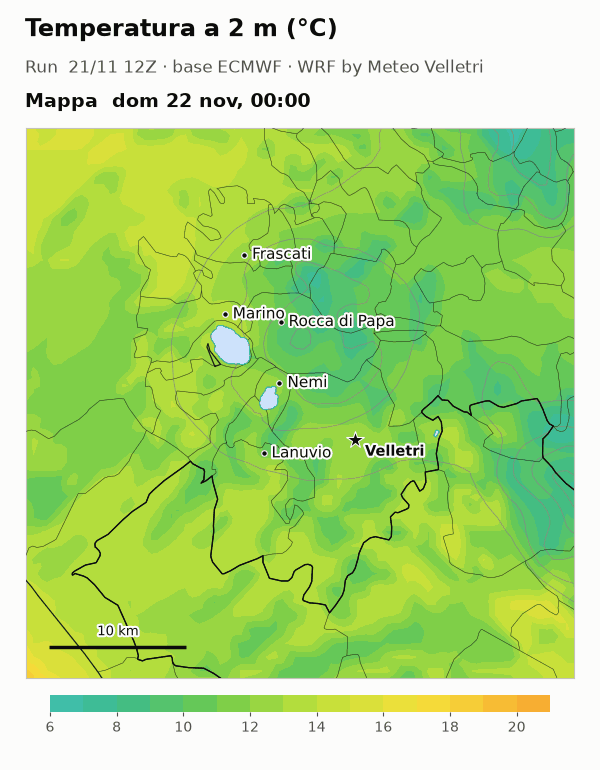 Temperatura a 2 m (°C)
Run  21/11 12Z · base ECMWF · WRF by Meteo Velletri
Mappa  dom 22 nov, 00:00
Frascati
Marino
Rocca di Papa
Nemi
Velletri
Lanuvio
10 km
6 8 10 12 14 16 18 20